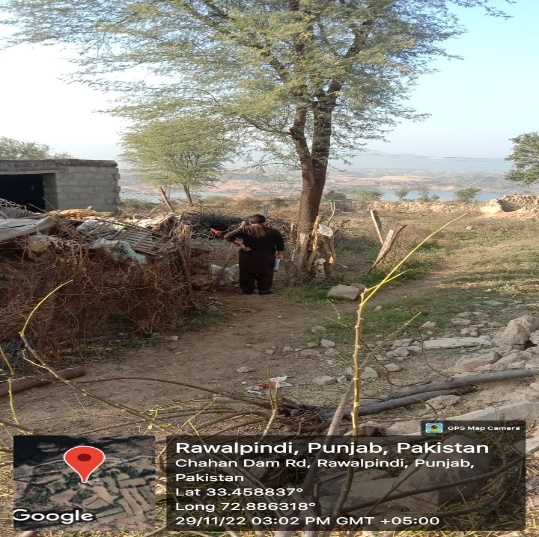 GPS Map Camera
Rawalpindi, Punjab, Pakistan
Chahan Dam Rd, Rawalpindi, Punjab,
Pakistan
Lat 33.458837°
Long 72.886318°
29/11/22 03:02 PM GMT +05:00
Google